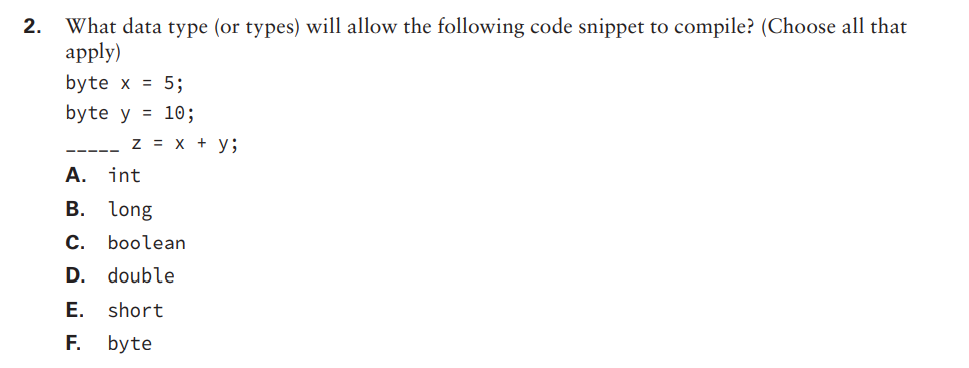 2. What data type (or types) will allow the following code snippet to compile? (Choose all that
apply)
byte x = 5;
byte y = 10;
_____ z = x + y;
A. int
B. long
C. boolean
D. double
E. short
F. byte